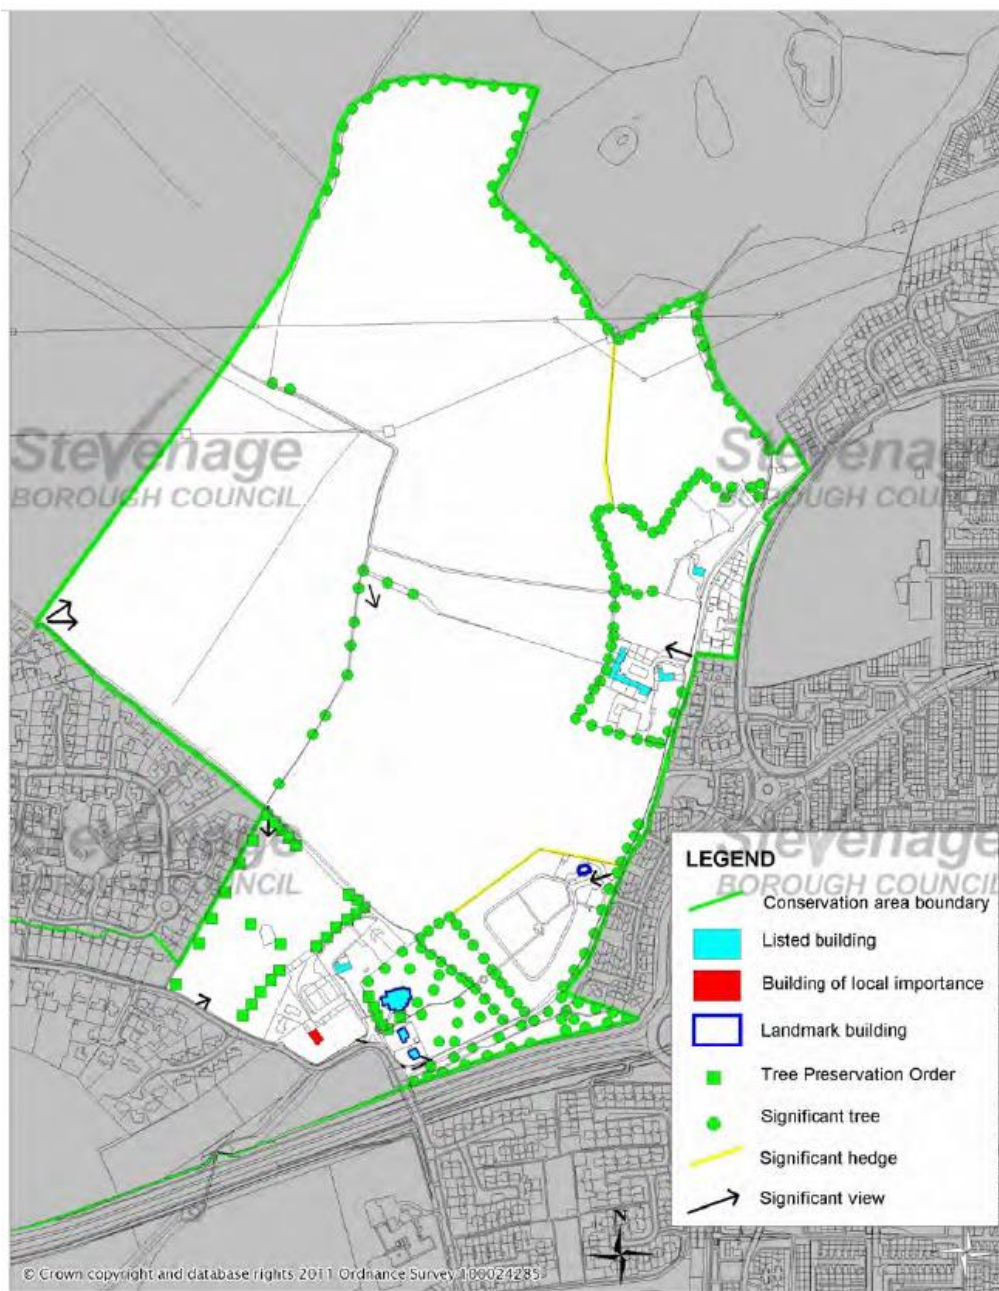 Stevenage
BOROUGH COUNCIL
Stevenage
BOROUGH COUNCIL
Stevenage
BOROUGH COUNCIL
Stevenage
BOROUGH COUNCIL
LEGEND
Conservation area boundary
Listed building
Building of local importance
Landmark building
Tree Preservation Order
Significant tree
Significant hedge
Significant view
N
© Crown copyright and database rights 2011 Ordnance Survey 100024285